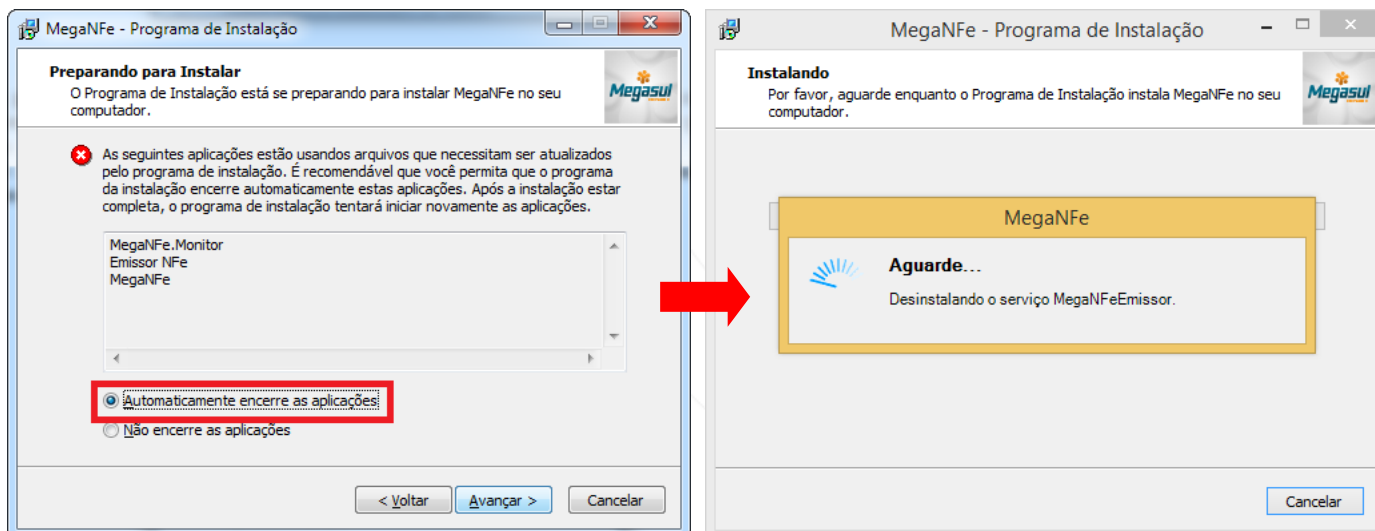 MegaNFe - Programa de Instalação
Preparando para Instalar
O Programa de Instalação está se preparando para instalar MegaNFe no seu
computador.
Megasul
As seguintes aplicações estão usandos arquivos que necessitam ser atualizados
pelo programa de instalação. É recomendável que você permita que o programa
da instalação encerre automaticamente estas aplicações. Após a instalação estar
completa, o programa de instalação tentará iniciar novamente as aplicações.
MegaNFe.Monitor
Emissor NFe
MegaNFe
Automaticamente encerre as aplicações
Não encerre as aplicações
< Voltar
Avançar >
Cancelar
MegaNFe - Programa de Instalação
Instalando
Por favor, aguarde enquanto o Programa de Instalação instala MegaNFe no seu
computador.
Megasul
MegaNFe
Aguarde...
Desinstalando o serviço MegaNFeEmissor.
Cancelar